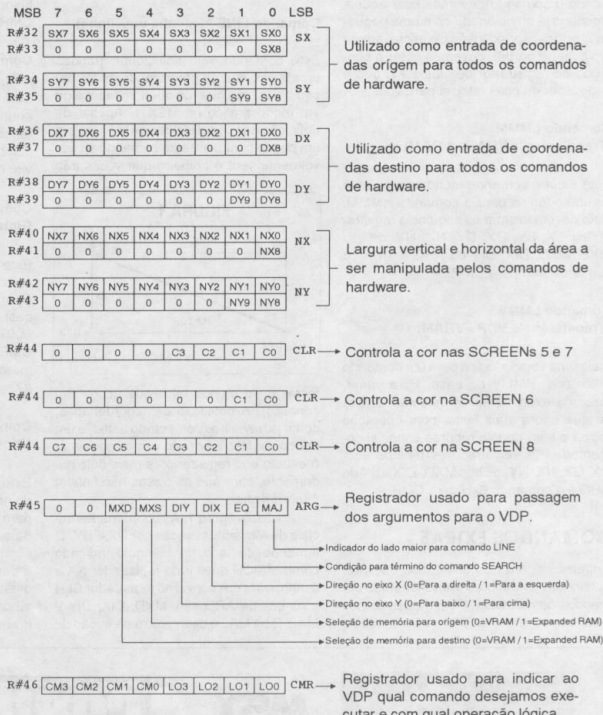 MSB 7 6 5 4 3 2 1 0 LSB
R#32 SX7 SX6 SX5 SX4 SX3 SX2 SX1 SX0
R#33 0 0 0 0 0 0 0 SX8
SX
Utilizado como entrada de coordena-
das orígem para todos os comandos
de hardware.
R#34 SY7 SY6 SY5 SY4 SY3 SY2 SY1 SY0
R#35 0 0 0 0 0 0 SY9 SY8
SY
R#36 DX7 DX6 DX5 DX4 DX3 DX2 DX1 DX0
R#37 0 0 0 0 0 0 0 DX8
DX
Utilizado como entrada de coordena-
das destino para todos os comandos
de hardware.
R#38 DY7 DY6 DY5 DY4 DY3 DY2 DY1 DY0
R#39 0 0 0 0 0 0 DY9 DY8
DY
R#40 NX7 NX6 NX5 NX4 NX3 NX2 NX1 NX0
R#41 0 0 0 0 0 0 0 NX8
NX
Largura vertical e horizontal da área a
ser manipulada pelos comandos de
hardware.
R#42 NY7 NY6 NY5 NY4 NY3 NY2 NY1 NY0
R#43 0 0 0 0 0 0 NY9 NY8
NY
R#44 0 0 0 0 C3 C2 C1 C0 CLR Controla a cor nas SCREENs 5 e 7
R#44 0 0 0 0 0 0 C1 C0 CLR Controla a cor na SCREEN 6
R#44 C7 C6 C5 C4 C3 C2 C1 C0 CLR Controla a cor na SCREEN 8
R#45 0 0 MXD MXS DIY DIX EQ MAJ ARG
Registrador usado para passagem
dos argumentos para o VDP.
Indicador do lado maior para comando LINE
Condição para término do comando SEARCH
Direção no eixo X (0=Para a direita / 1=Para a esquerda)
Direção no eixo Y (0=Para baixo / 1=Para cima)
Seleção de memória para orígem (0=VRAM / 1=Expanded RAM)
Seleção de memória para destino (0=VRAM / 1=Expanded RAM)
R#46 CM3 CM2 CM1 CM0 LO3 LO2 LO1 LO0 CMR
Registrador usado para indicar ao
VDP qual comando desejamos exe-
cutar e com qual operação lógica